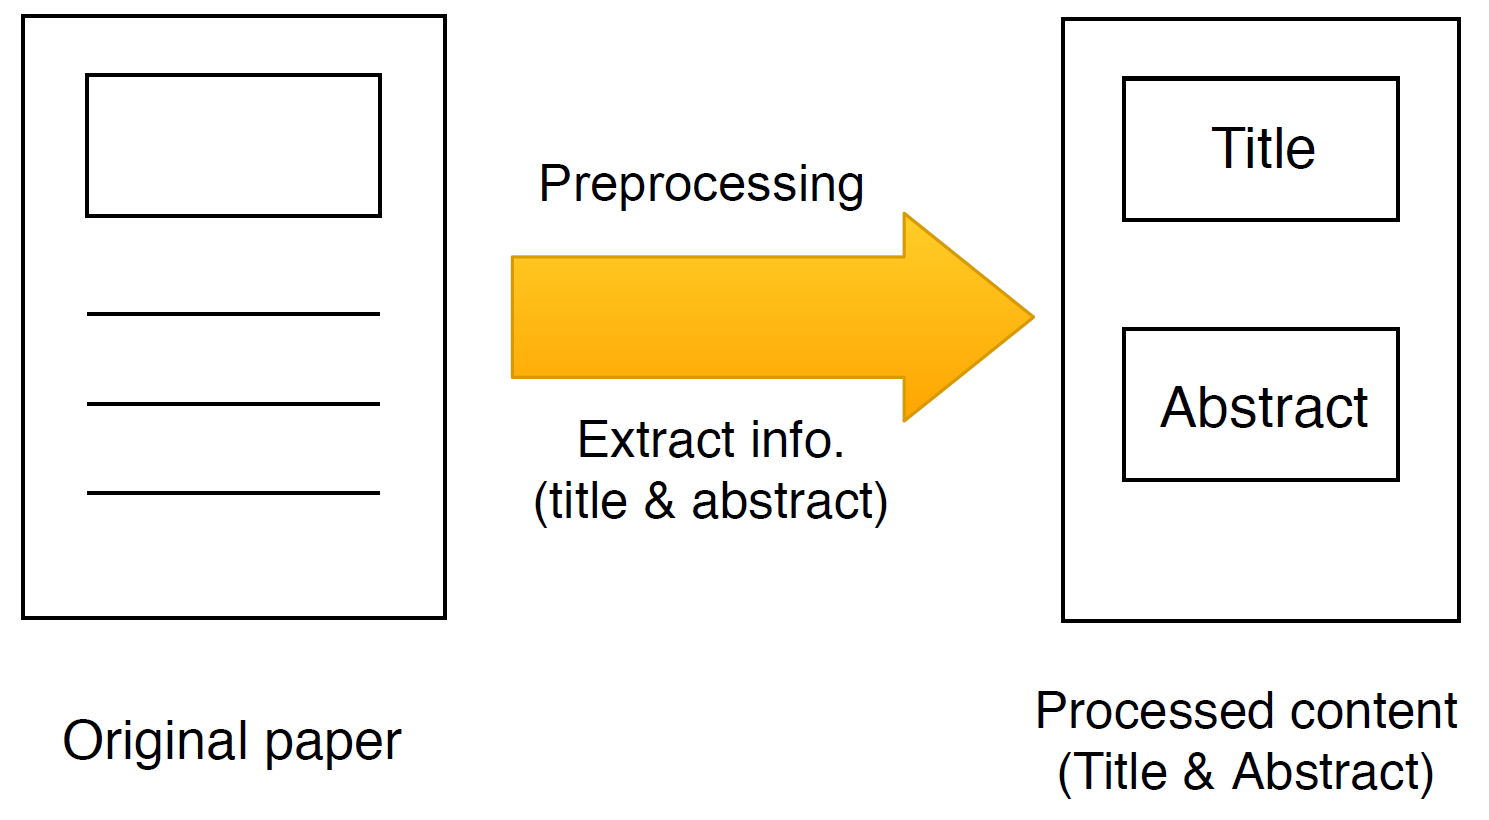 Preprocessing
Extract info.
(title & abstract)
Title
Abstract
Original paper
Processed content
(Title & Abstract)